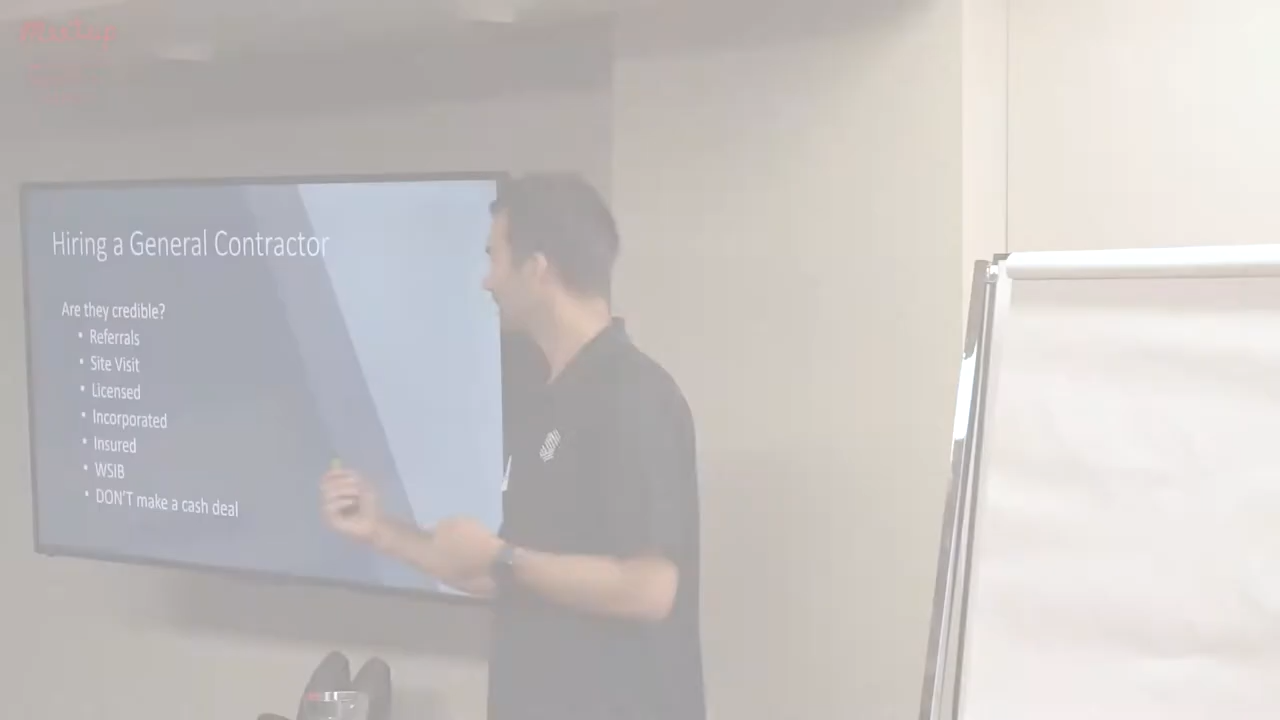 Hiring a General Contractor
Are they credible?
• Referrals
• Site Visit
• Licensed
• Incorporated
• Insured
• WSIB
• DON'T make a cash deal